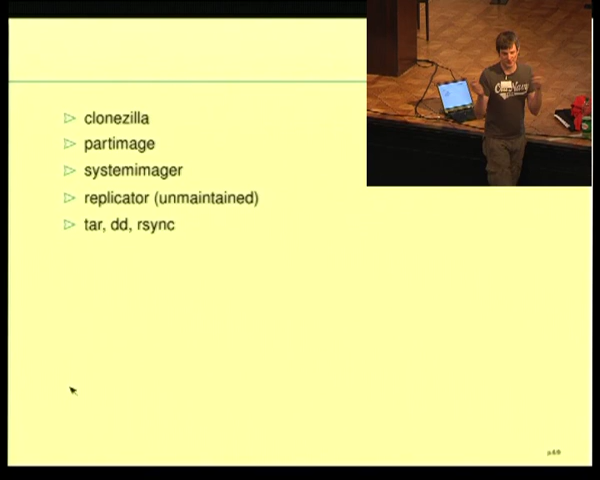 clonezilla
partimage
systemimager
replicator (unmaintained)
tar, dd, rsync